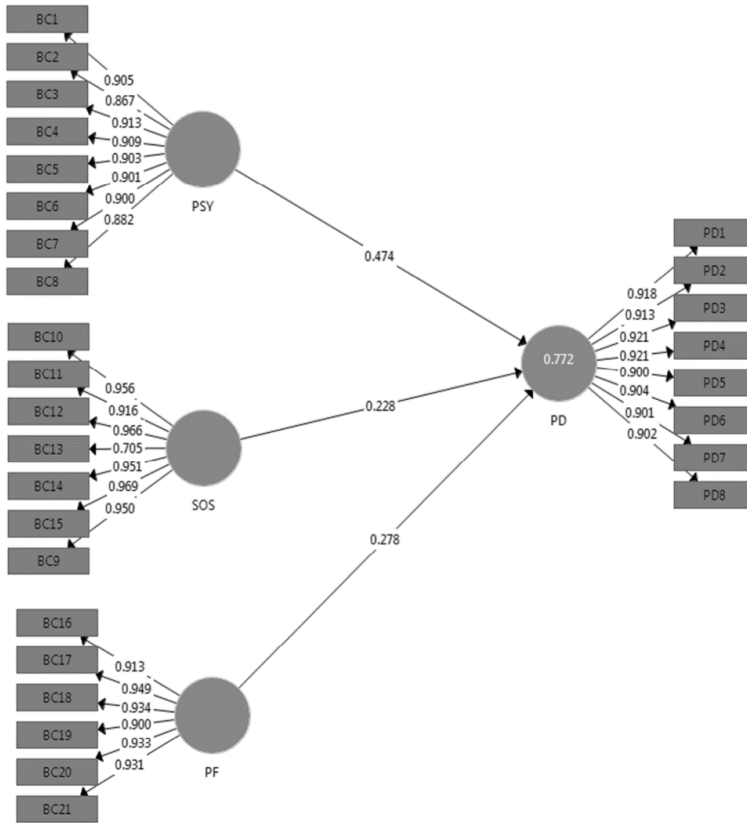 BC1
BC2
BC3
BC4
BC5
BC6
BC7
BC8
0.905
0.867
0.913
0.909
0.903
0.901
0.900
0.882
PSY
0.474
BC10
BC11
BC12
BC13
BC14
BC15
BC9
0.956
0.916
0.966
0.705
0.951
0.969
0.950
SOS
0.228
BC16
BC17
BC18
BC19
BC20
BC21
0.913
0.949
0.934
0.900
0.933
0.931
PF
0.278
0.772
PD
0.918
0.913
0.921
0.921
0.900
0.904
0.901
0.902
PD1
PD2
PD3
PD4
PD5
PD6
PD7
PD8